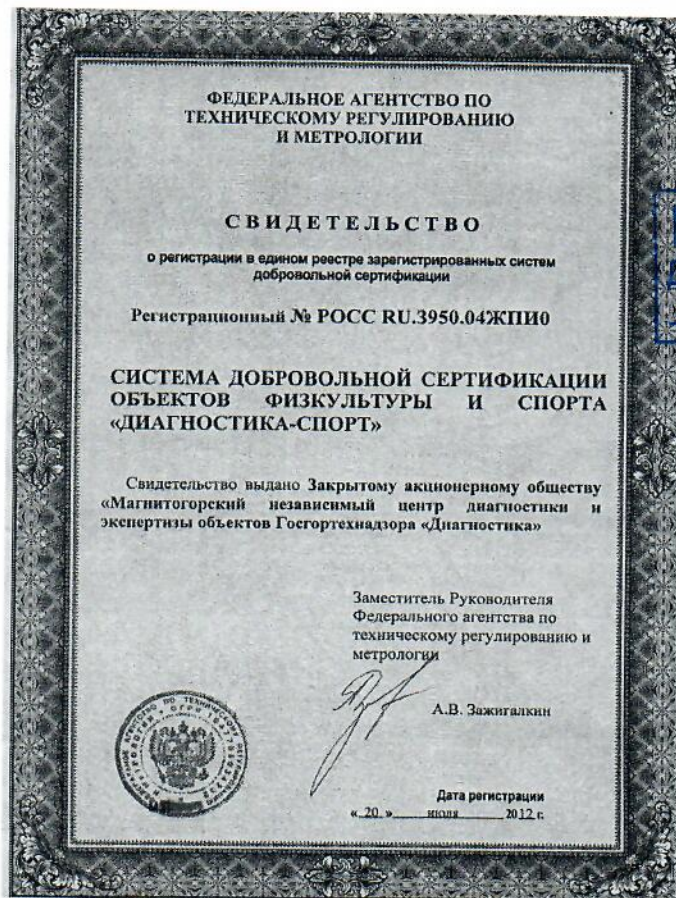 ФЕДЕРАЛЬНОЕ АГЕНТСТВО ПО
ТЕХНИЧЕСКОМУ РЕГУЛИРОВАНИЮ
И МЕТРОЛОГИИ
СВИДЕТЕЛЬСТВО
о регистрации в едином реестре зарегистрированных систем
добровольной сертификации
Регистрационный № РОСС RU.3950.04ЖПИ0
СИСТЕМА ДОБРОВОЛЬНОЙ СЕРТИФИКАЦИИ
ОБЪЕКТОВ ФИЗКУЛЬТУРЫ И СПОРТА
«ДИАГНОСТИКА-СПОРТ»
Свидетельство выдано Закрытому акционерному обществу
«Магнитогорский независимый центр диагностики и
экспертизы объектов Госгортехнадзора «Диагностика»
Заместитель Руководителя
Федерального агентства по
техническому регулированию и
метрологии
А.В. Зажигалкин
Дата регистрации
« 20 » июля 2012 г.